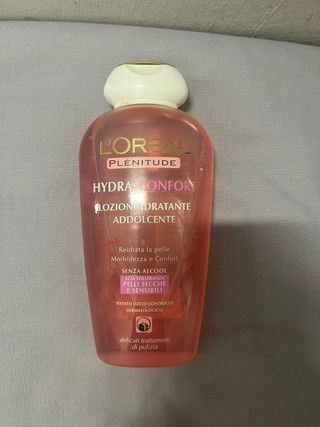 L'ORÉAL
PLÉNITUDE
HYDRA-CONFORT
LOZIONE IDRATANTE
ADDOLCENTE
Reidrata la pelle
Morbidezza e Confort
SENZA ALCOOL
ALTA TOLLERANZA
PELLI SECCHE
E SENSIBILI
TESTATO SOTTO CONTROLLO
DERMATOLOGICO
delicati trattamenti
di pulizia